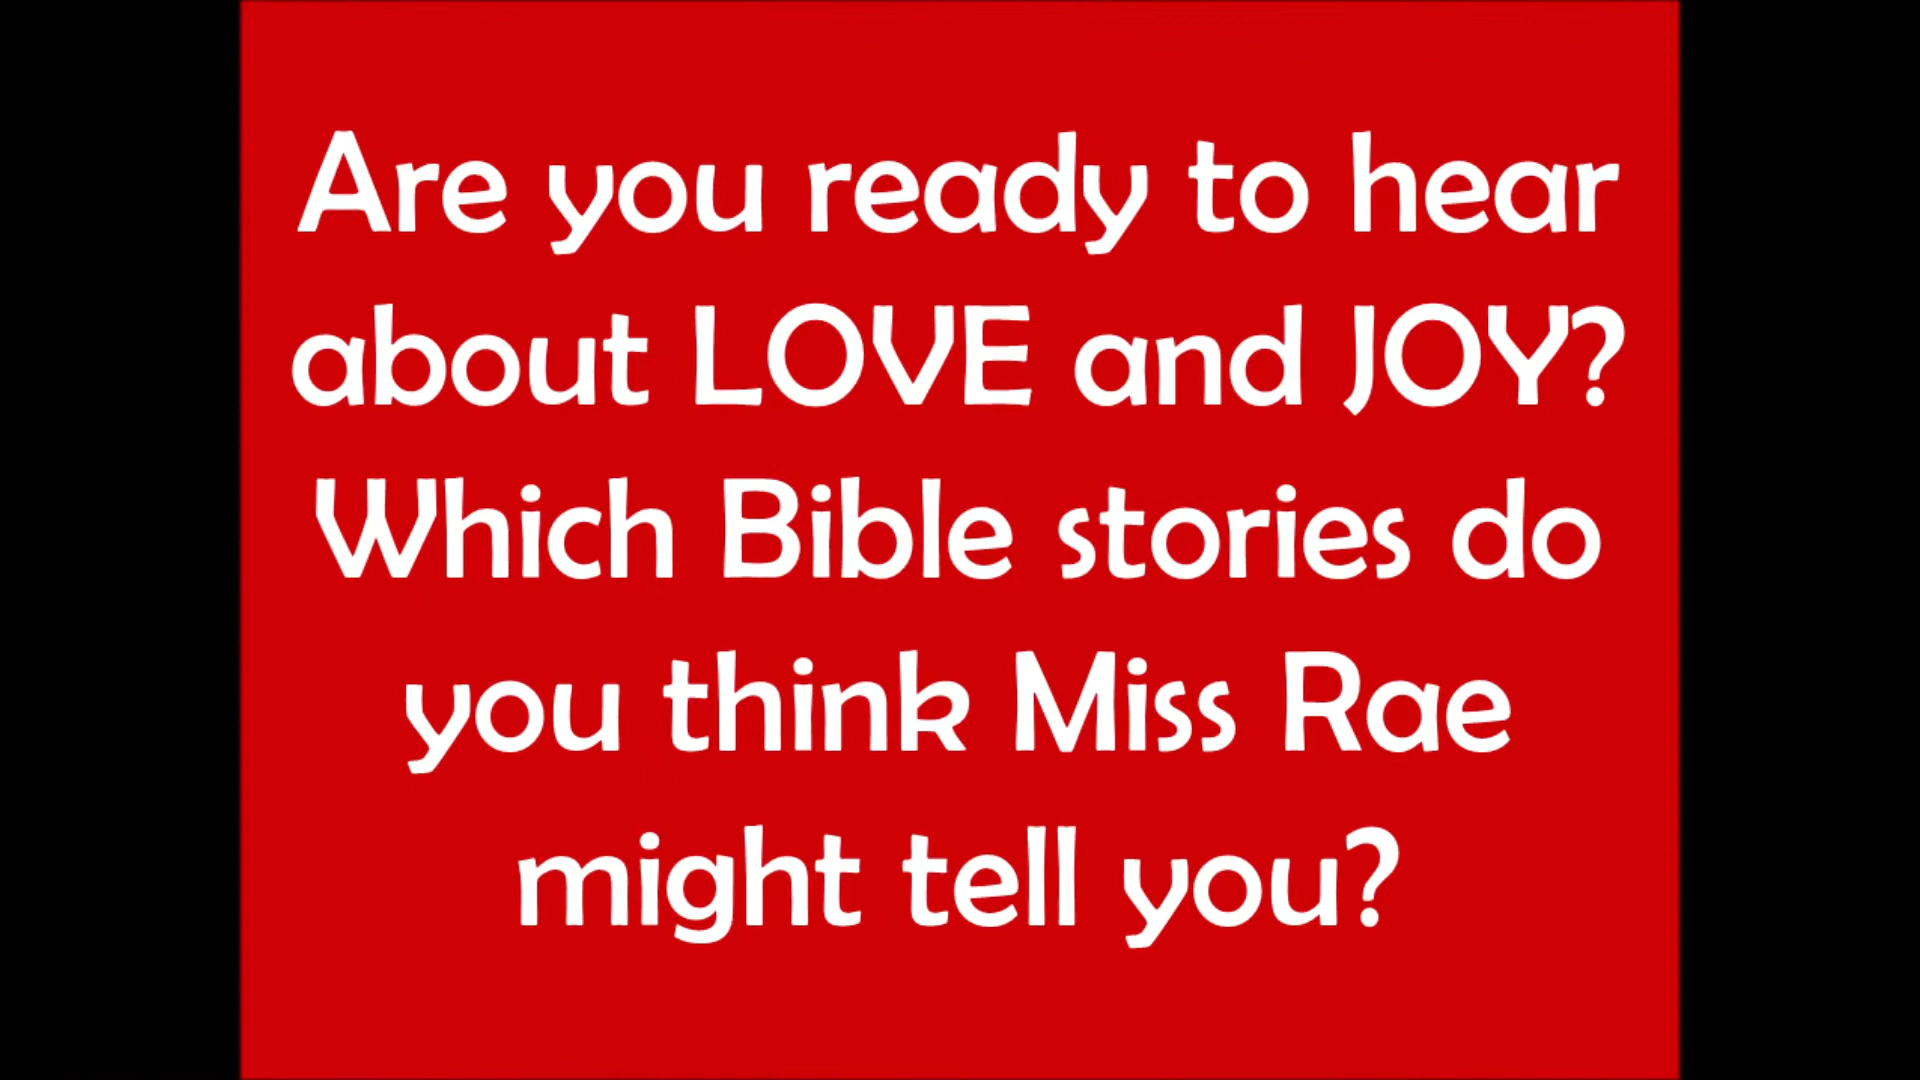 Are you ready to hear
about LOVE and JOY?
Which Bible stories do
you think Miss Rae
might tell you?